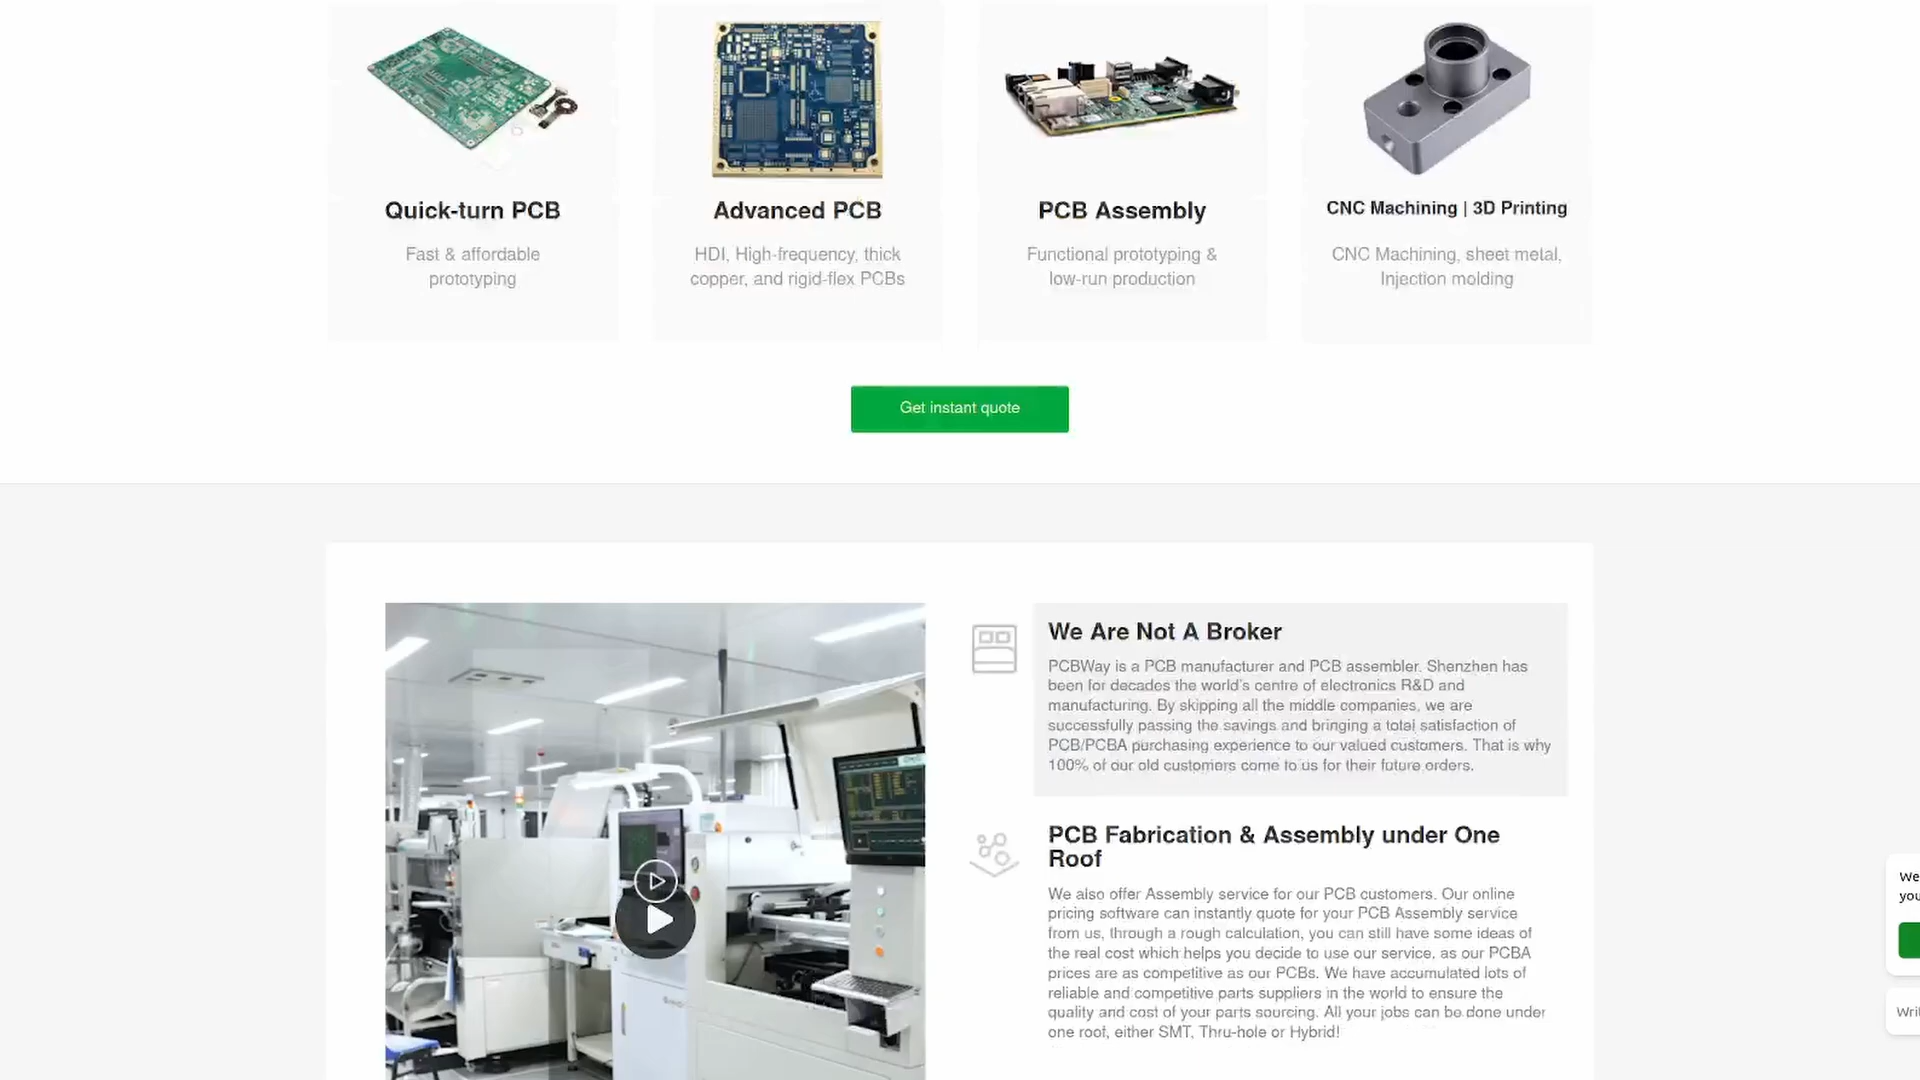 Quick-turn PCB
Fast & affordable
prototyping
Advanced PCB
HDI, High-frequency, thick
copper, and rigid-flex PCBs
PCB Assembly
Functional prototyping &
low-run production
CNC Machining | 3D Printing
CNC Machining, sheet metal,
Injection molding
Get instant quote
We Are Not A Broker
PCBWay is a PCB manufacturer and PCB assembler. Shenzhen has
been for decades the world's centre of electronics R&D and
manufacturing. By skipping all the middle companies, we are
successfully passing the savings and bringing a total satisfaction of
PCB/PCBA purchasing experience to our valued customers. That is why
100% of our old customers come to us for their future orders.
PCB Fabrication & Assembly under One
Roof
We also offer Assembly service for our PCB customers. Our online
pricing software can instantly quote for your PCB Assembly service
from us, through a rough calculation, you can still have some ideas of
the real cost which helps you decide to use our service, as our PCBA
prices are as competitive as our PCBs. We have accumulated lots of
reliable and competitive parts suppliers in the world to ensure the
quality and cost of your parts sourcing. All your jobs can be done under
one roof, either SMT, Thru-hole or Hybrid!
We
you
Writ